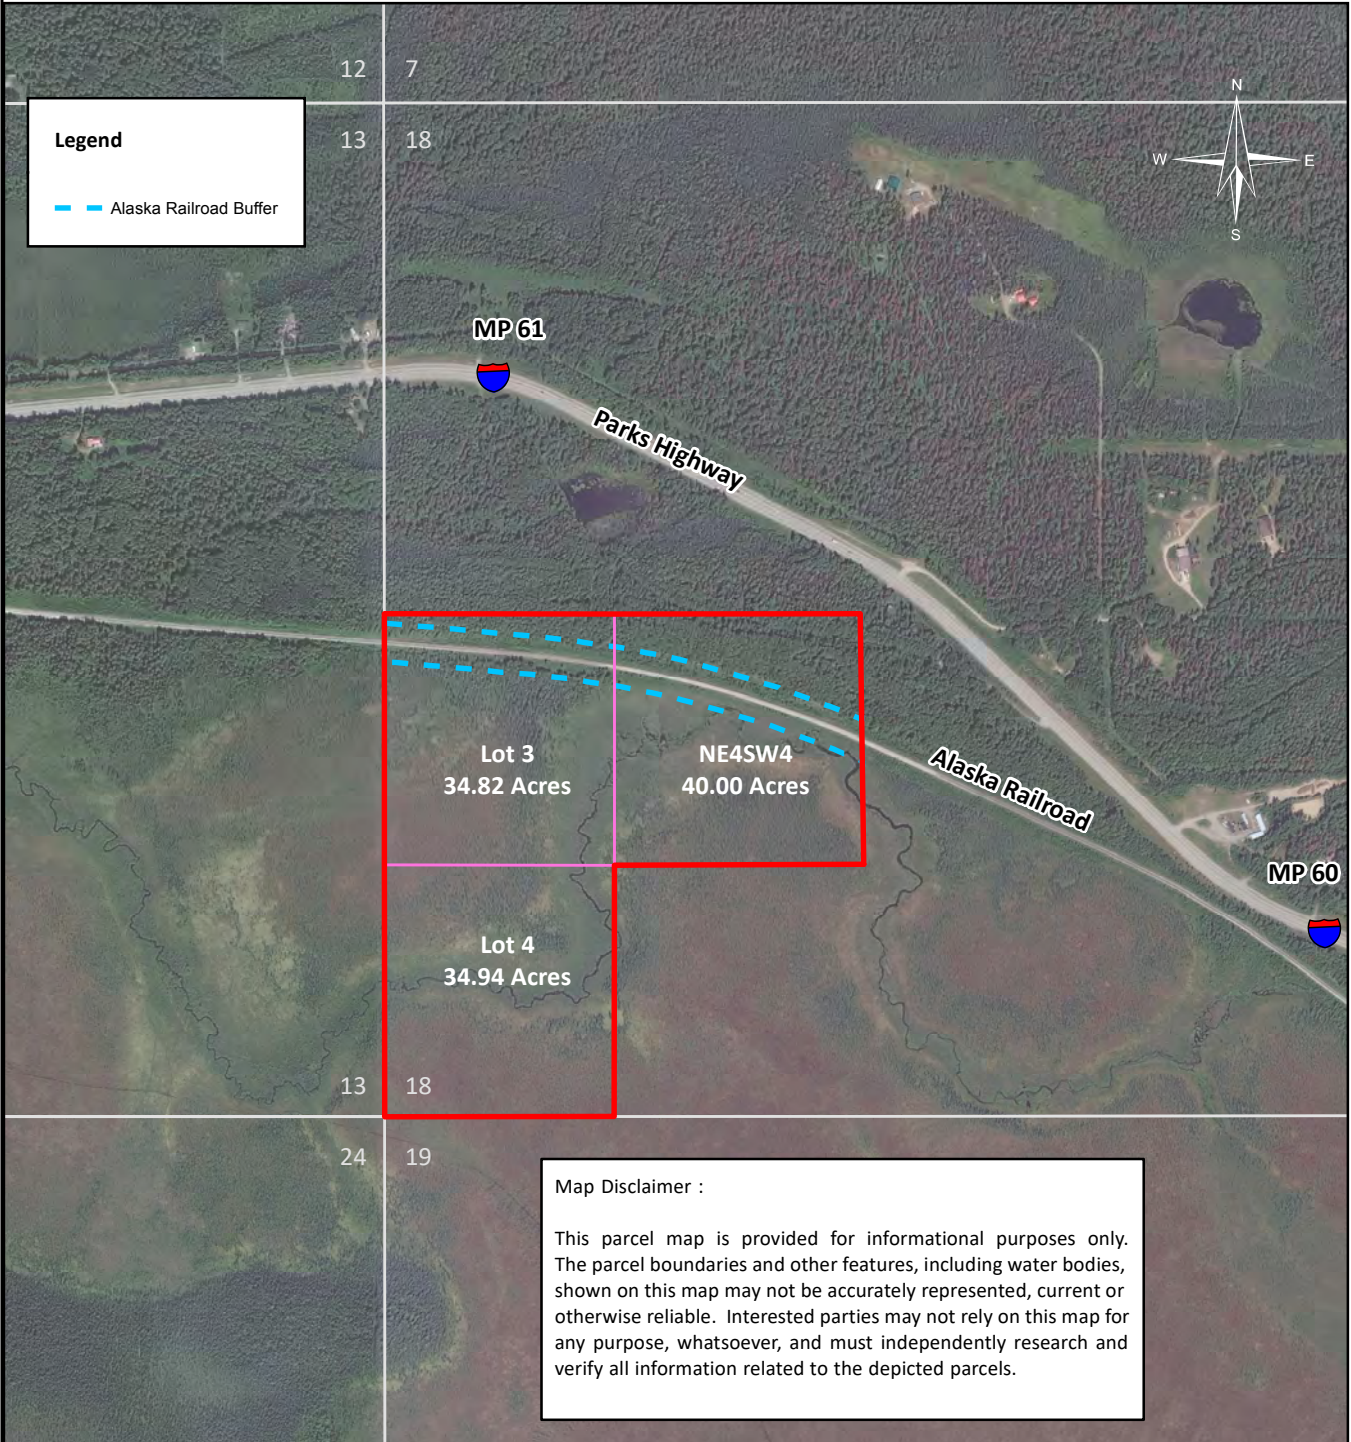 12 7
Legend
13 18
Alaska Railroad Buffer
N
W E
S
MP 61
Parks Highway
Lot 3
34.82 Acres
NE4SW4
40.00 Acres
Alaska Railroad
MP 60
Lot 4
34.94 Acres
13 18
24 19
Map Disclaimer :
This parcel map is provided for informational purposes only.
The parcel boundaries and other features, including water bodies,
shown on this map may not be accurately represented, current or
otherwise reliable. Interested parties may not rely on this map for
any purpose, whatsoever, and must independently research and
verify all information related to the depicted parcels.